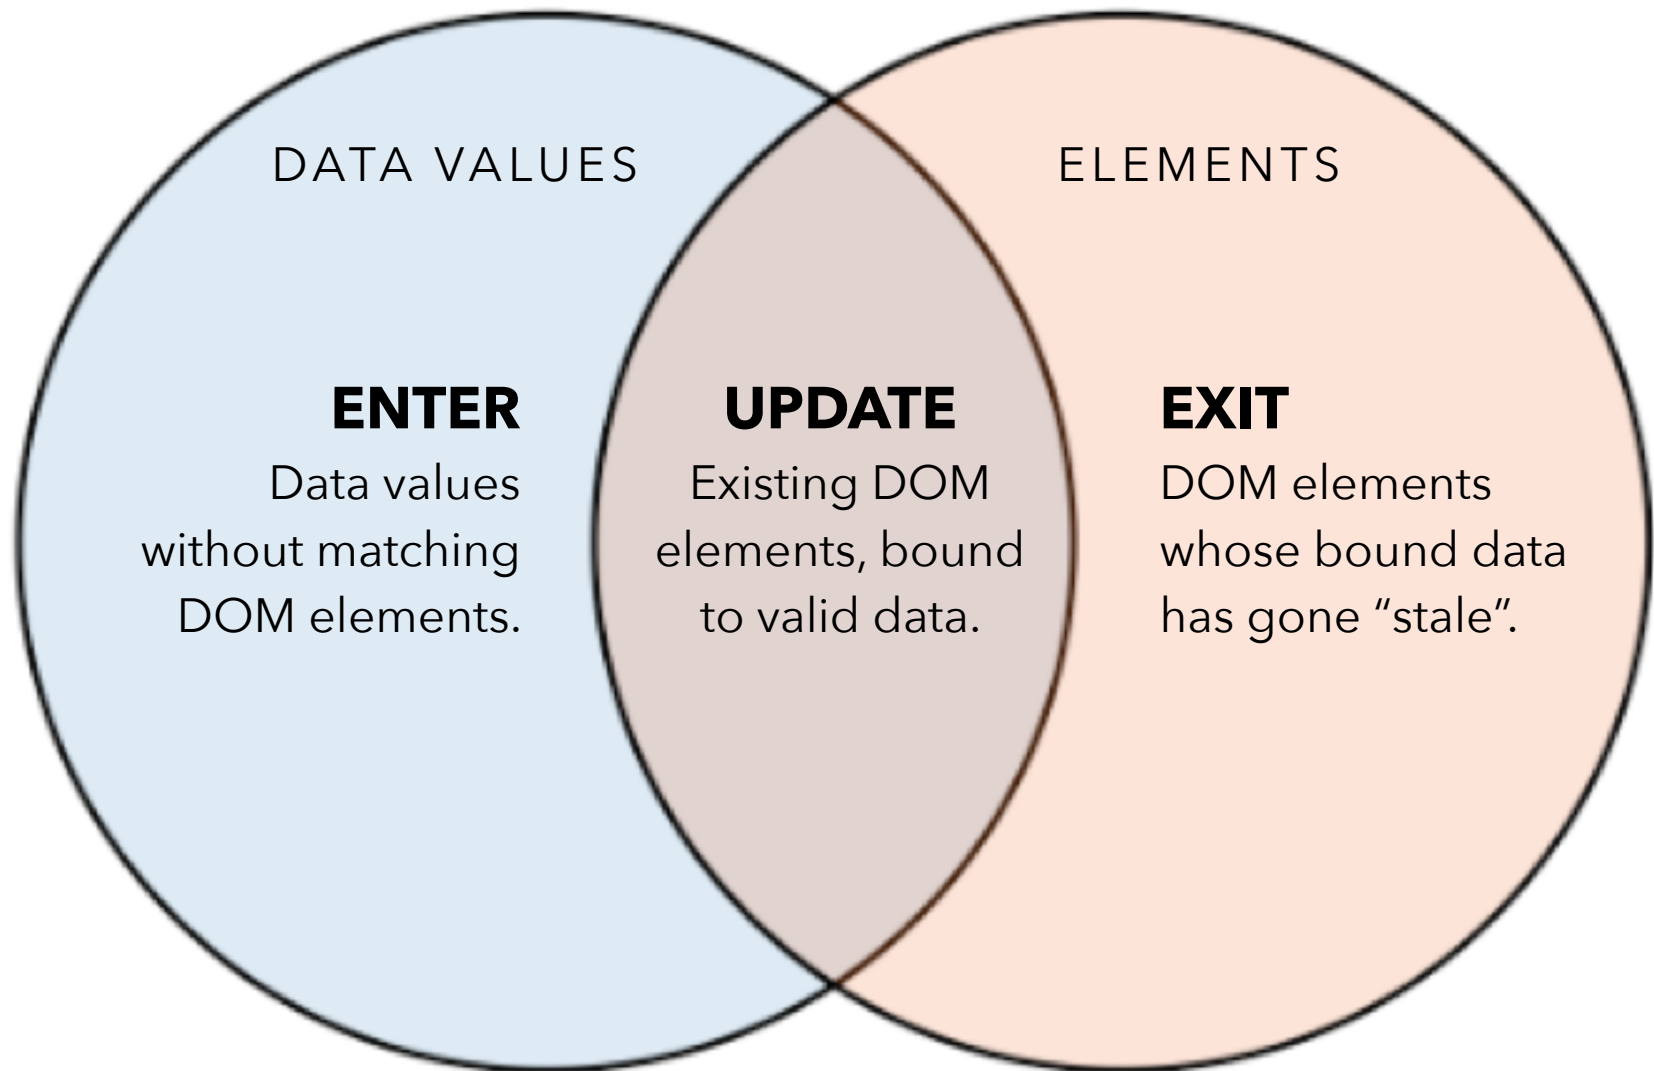 DATA VALUES
ELEMENTS
ENTER
Data values
without matching
DOM elements.
UPDATE
Existing DOM
elements, bound
to valid data.
EXIT
DOM elements
whose bound data
has gone “stale”.